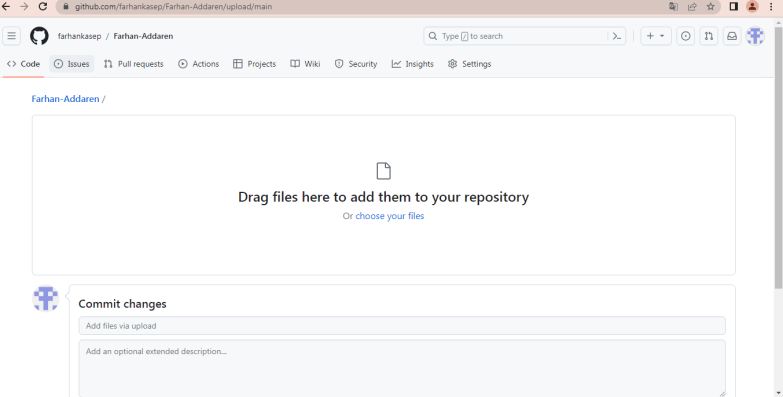 github.com/farhankasep/Farhan-Addaren/upload/main
farhankasep / Farhan-Addaren
Type / to search
Code Issues Pull requests Actions Projects Wiki Security Insights Settings
Farhan-Addaren /
Drag files here to add them to your repository
Or choose your files
Commit changes
Add files via upload
Add an optional extended description...